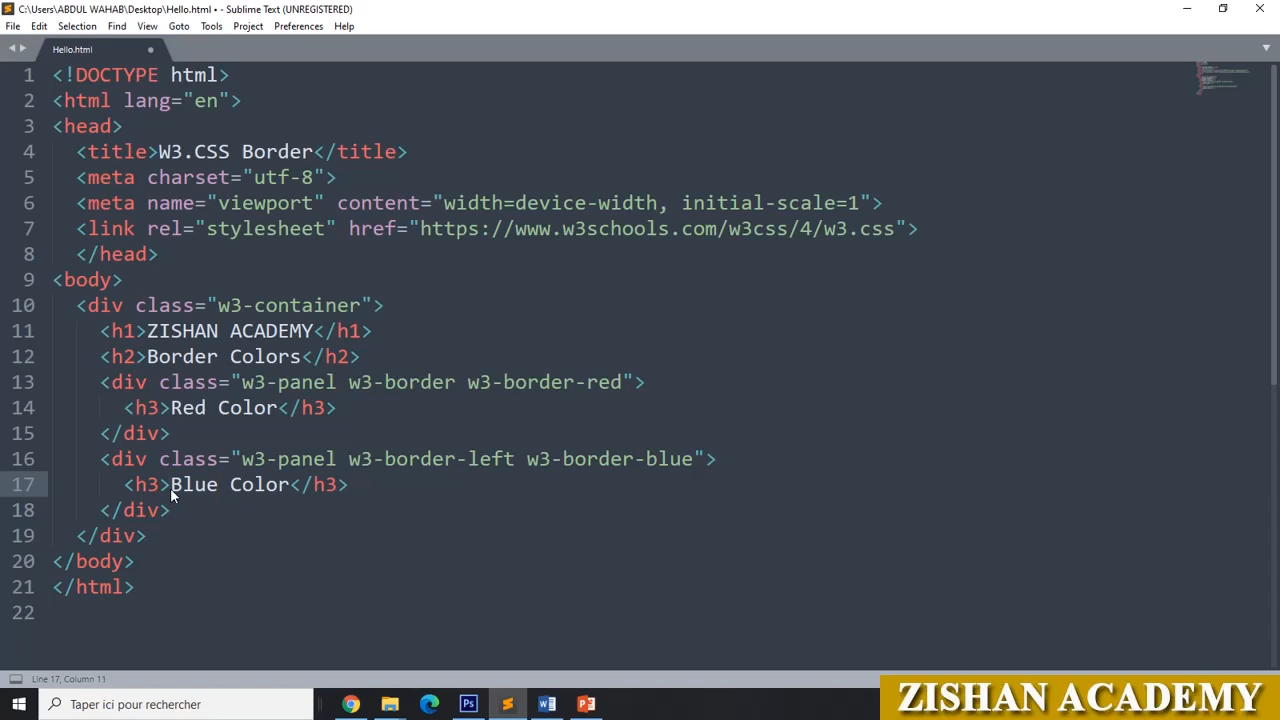 C:\Users\ABDUL WAHAB\Desktop\Hello.html • - Sublime Text (UNREGISTERED)
File Edit Selection Find View Goto Tools Project Preferences Help
Hello.html
1 <!DOCTYPE html>
2 <html lang="en">
3 <head>
4 <title>W3.CSS Border</title>
5 <meta charset="utf-8">
6 <meta name="viewport" content="width=device-width, initial-scale=1">
7 <link rel="stylesheet" href="https://www.w3schools.com/w3css/4/w3.css">
8 </head>
9 <body>
10 <div class="w3-container">
11 <h1>ZISHAN ACADEMY</h1>
12 <h2>Border Colors</h2>
13 <div class="w3-panel w3-border w3-border-red">
14 <h3>Red Color</h3>
15 </div>
16 <div class="w3-panel w3-border-left w3-border-blue">
17 <h3>Blue Color</h3>
18 </div>
19 </div>
20 </body>
21 </html>
22
Line 17, Column 11
Taper ici pour rechercher
ZISHAN ACADEMY